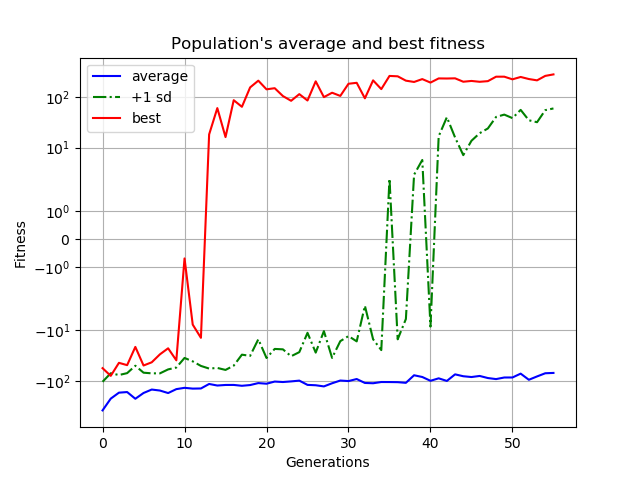 Population's average and best fitness
average
+1 sd
best
Fitness
10²
10¹
10⁰
0
−10⁰
−10¹
−10²
0 10 20 30 40 50
Generations